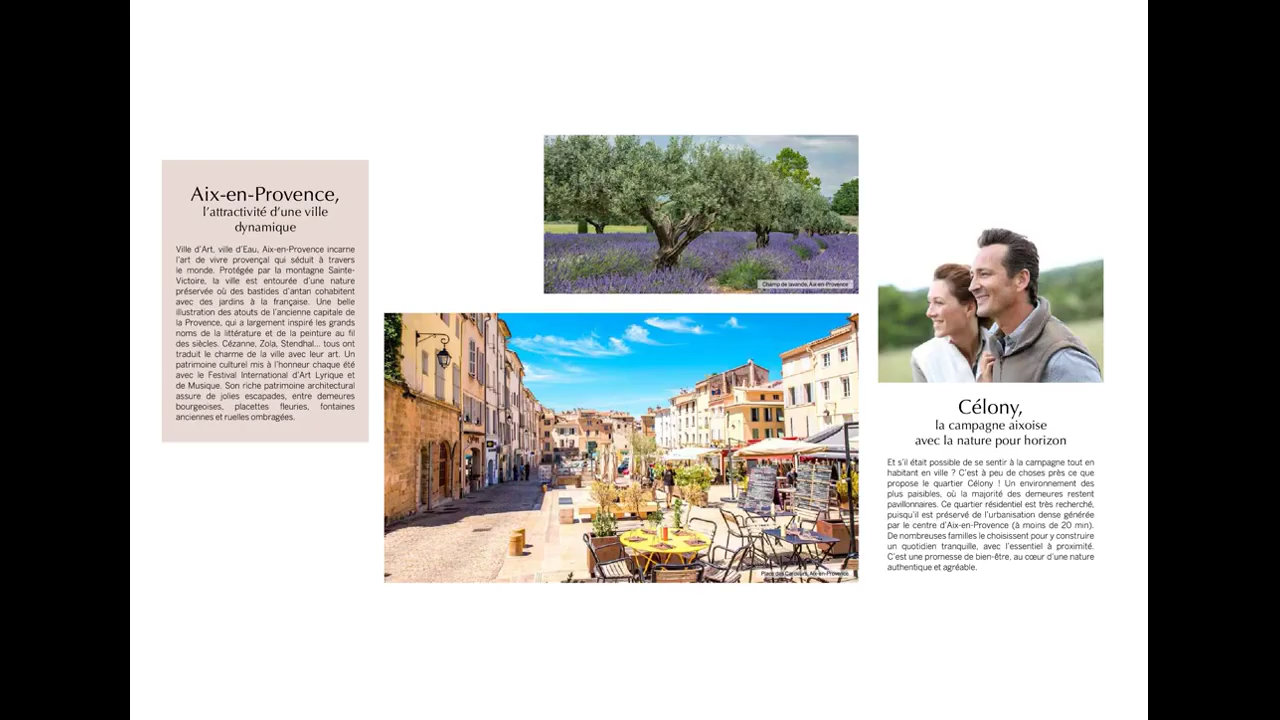 Aix-en-Provence,
l'attractivité d'une ville
dynamique
Ville d'Art, ville d'Eau, Aix-en-Provence incarne
l'art de vivre provençal qui séduit à travers
le monde. Protégée par la montagne Sainte-
Victoire, la ville est entourée d'une nature
préservée où des bastides d'antan cohabitent
avec des jardins à la française. Une belle
illustration des atouts de l'ancienne capitale de
la Provence, qui a largement inspiré les grands
noms de la littérature et de la peinture au fil
des siècles. Cézanne, Zola, Stendhal... tous ont
traduit le charme de la ville avec leur art. Un
patrimoine culturel mis à l'honneur chaque été
avec le Festival International d'Art Lyrique et
de Musique. Son riche patrimoine architectural
assure de jolies escapades, entre demeures
bourgeoises, placettes fleuries, fontaines
anciennes et ruelles ombragées.
Champ de lavande, Aix-en-Provence
Place des Cardeurs, Aix-en-Provence
Célony,
la campagne aixoise
avec la nature pour horizon
Et s'il était possible de se sentir à la campagne tout en
habitant en ville ? C'est à peu de choses près ce que
propose le quartier Célony ! Un environnement des
plus paisibles, où la majorité des demeures restent
pavillonnaires. Ce quartier résidentiel est très recherché,
puisqu'il est préservé de l'urbanisation dense générée
par le centre d'Aix-en-Provence (à moins de 20 min).
De nombreuses familles le choisissent pour y construire
un quotidien tranquille, avec l'essentiel à proximité.
C'est une promesse de bien-être, au cœur d'une nature
authentique et agréable.